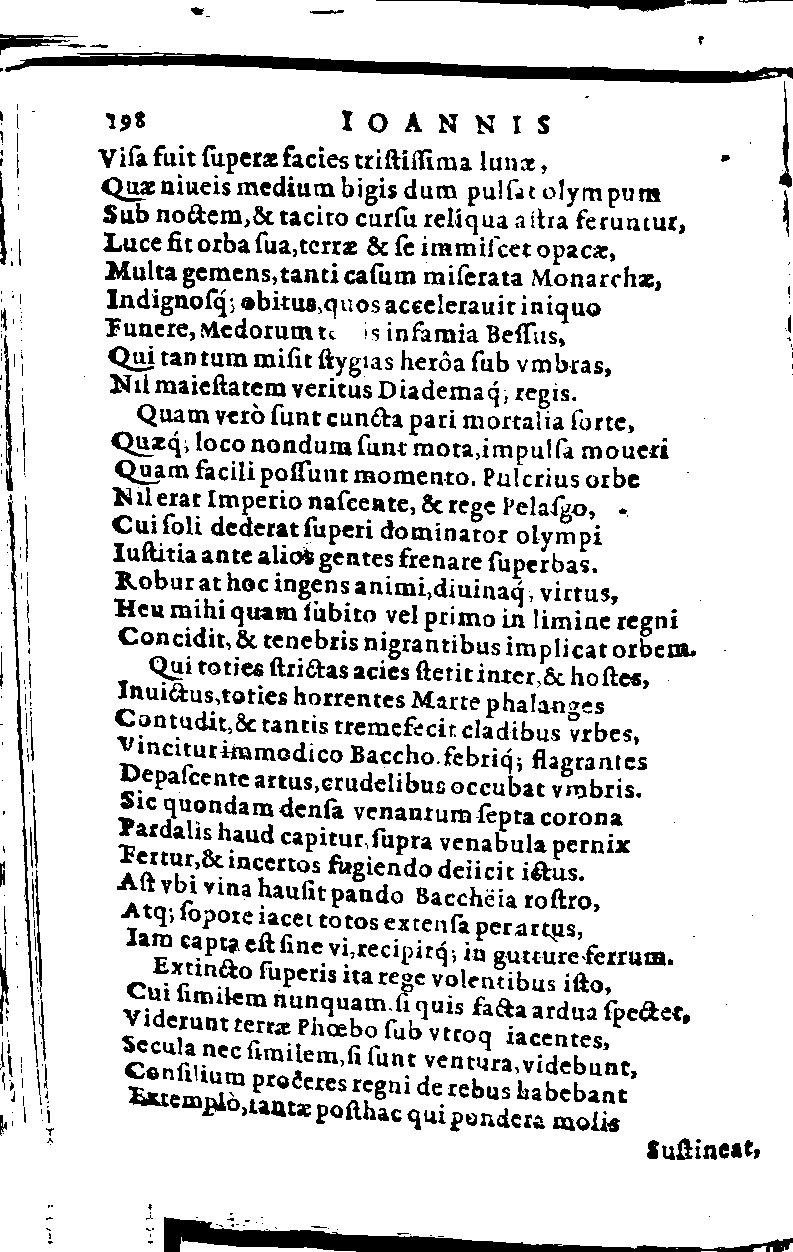 198 IOANNIS
Viſa fuit ſuperæ facies triſtiſſima lunæ,
Quæ niueis medium bigis dum pulſat olympum
Sub noctem, & tacito curſu reliqua aſtra feruntur,
Luce fit orba ſua, terræ & ſe immiſcet opacæ,
Multa gemens, tanti caſum miſerata Monarchæ,
Indignoſq́; obitus, quos accelerauit iniquo
Funere, Medorum infamia Beſſus,
Qui tantum miſit ſtygias herôa ſub vmbras,
Nil maieſtatem veritus Diademaq́; regis.
Quam verò ſunt cuncta pari mortalia ſorte,
Quæq́; loco nondum ſunt mota, impulſa moueri
Quam facili poſſunt momento. Pulcrius orbe
Nil erat Imperio naſcente, & rege Pelaſgo,
Cui ſoli dederat ſuperi dominator olympi
Iuſtitia ante alios gentes frenare ſuperbas.
Robur at hoc ingens animi, diuinaq́; virtus,
Heu mihi quam ſubito vel primo in limine regni
Concidit, & tenebris nigrantibus implicat orbem.
Qui toties ſtrictas acies ſtetit inter, & hoſtes,
Inuictus, toties horrentes Marte phalanges
Contudit, & tantis tremefecit cladibus vrbes,
Vincitur immodico Baccho. febriq́; flagrantes
Depaſcente artus, crudelibus occubat vmbris.
Sic quondam denſa venantum ſepta corona
Pardalis haud capitur, ſupra venabula pernix
Fertur, & incertos fugiendo deiicit ictus.
Aſt vbi vina hauſit pando Baccheïa roſtro,
Atq; ſopore iacet totos extenſa per artus,
Iam capta eſt ſine vi, recipitq́; in gutture ferrum.
Extincto ſuperis ita rege volentibus iſto,
Cui ſimilem nunquam. ſi quis facta ardua ſpectet,
Viderunt terræ Phœbo ſub vtroq iacentes,
Secula nec ſimilem, ſi ſunt ventura, videbunt,
Conſilium proceres regni de rebus habebant
Extemplò, tantæ poſthac qui pondera molis
Suſtineat,